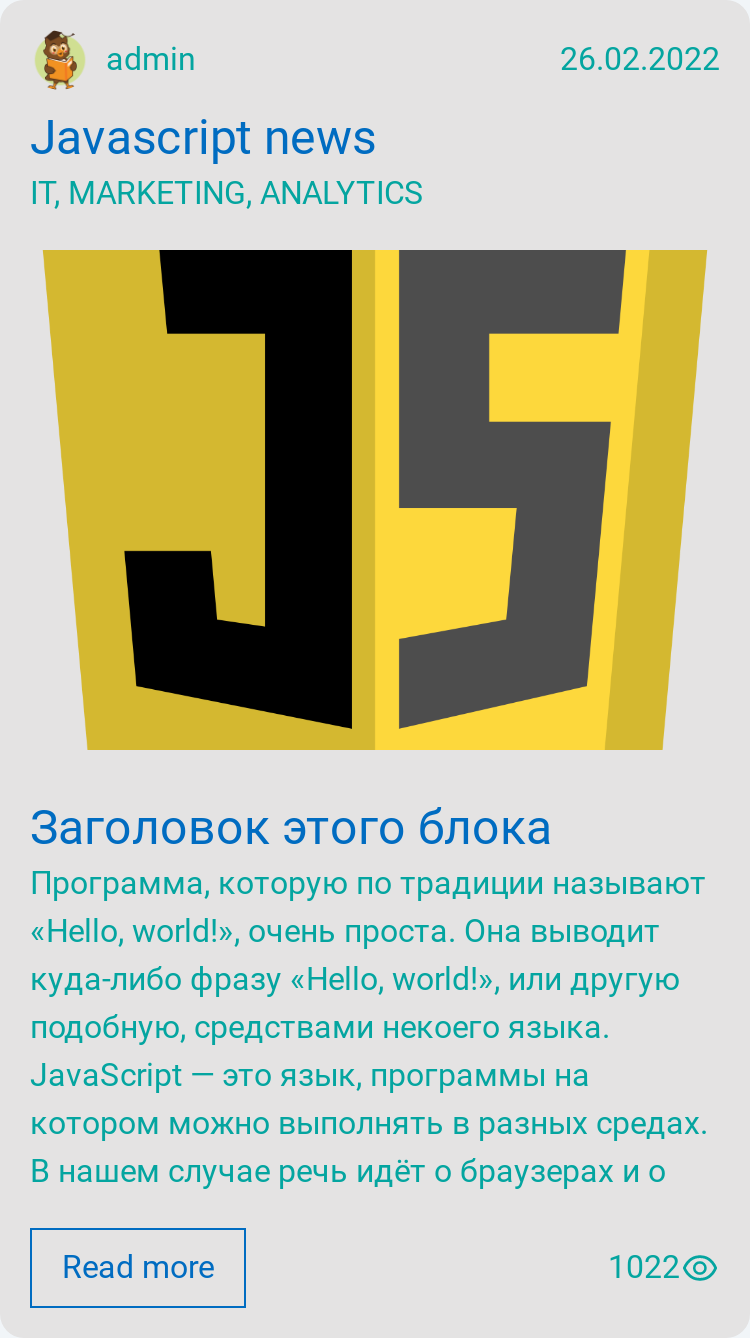 admin
26.02.2022
Javascript news
IT, MARKETING, ANALYTICS
JS
Заголовок этого блока
Программа, которую по традиции называют
«Hello, world!», очень проста. Она выводит
куда-либо фразу «Hello, world!», или другую
подобную, средствами некоего языка.
JavaScript — это язык, программы на
котором можно выполнять в разных средах.
В нашем случае речь идёт о браузерах и о
Read more
1022